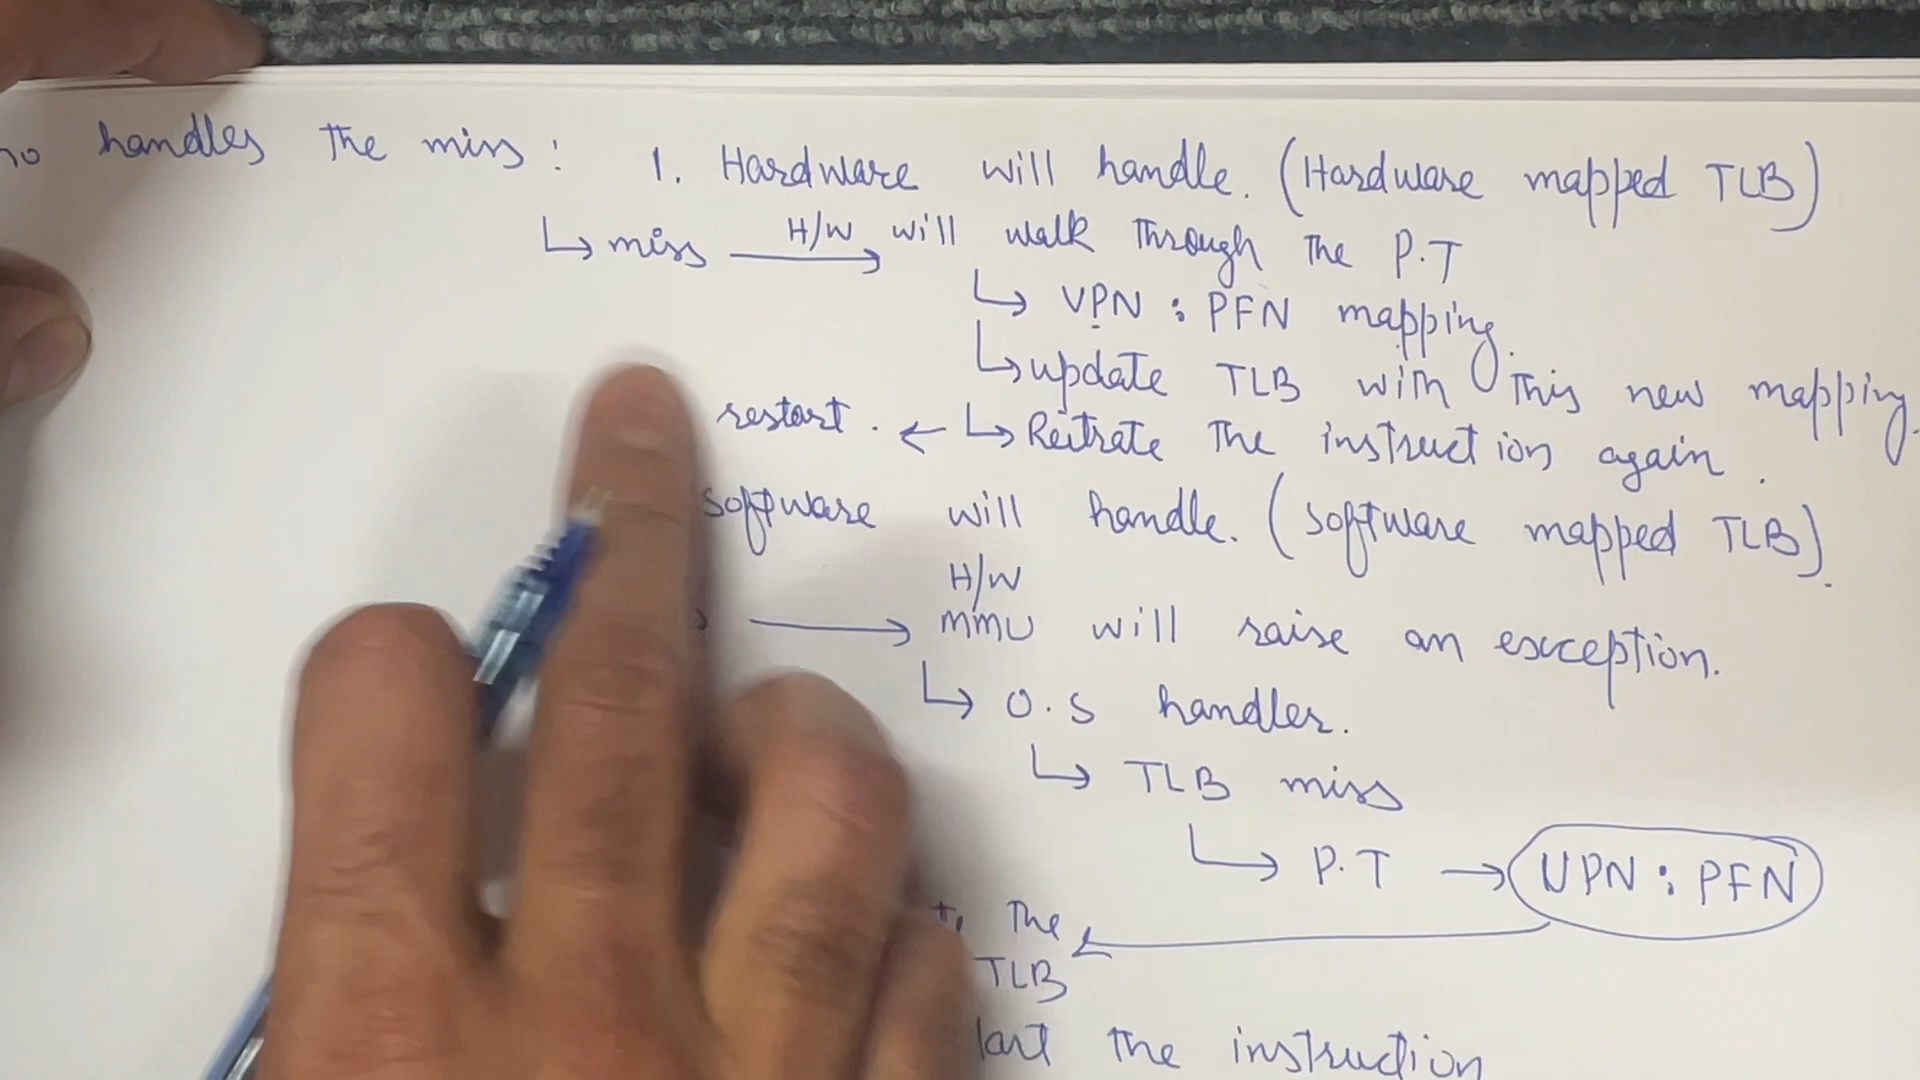 handles the miss : 1. Hardware will handle. (Hardware mapped TLB)
↳ miss H/W → will walk through the P.T
↳ VPN : PFN mapping.
↳ update TLB with this new mapping.
restart. ← ↳ Reitrate the instruction again.
software will handle. (software mapped TLB).
H/W
→ MMU will raise an exception.
↳ O.S handler.
↳ TLB miss
↳ P.T → VPN : PFN
the ←
TLB
the instruction